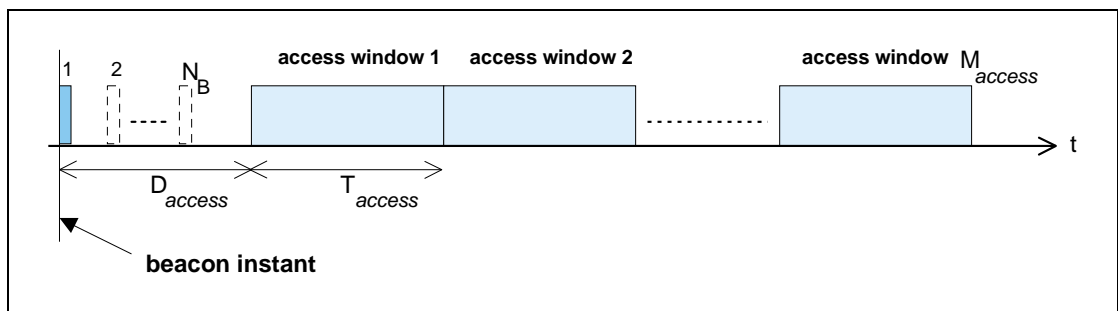 access window 1 access window 2 access window M access
1 2 N B
t
D access T access
beacon instant